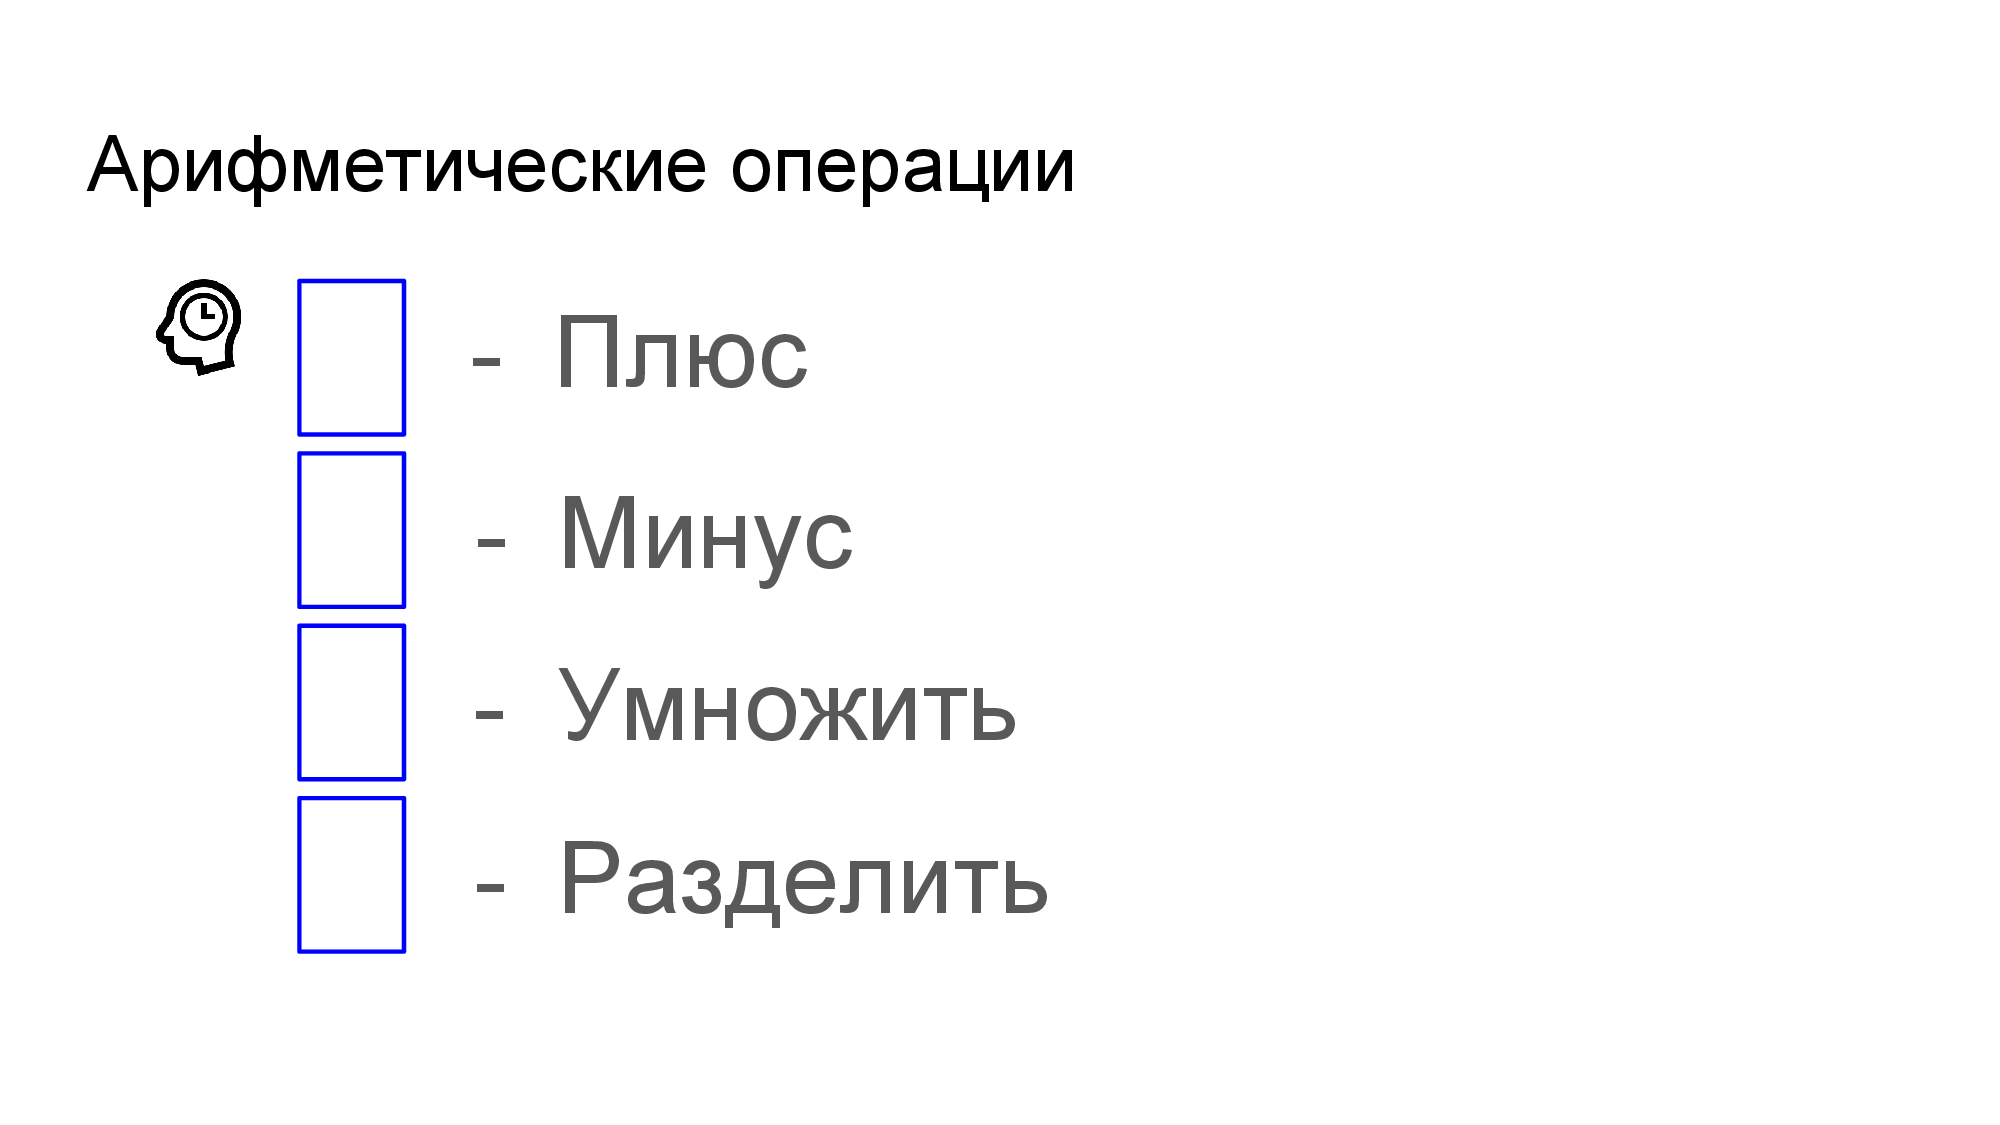 Арифметические операции
- Плюс
- Минус
- Умножить
- Разделить